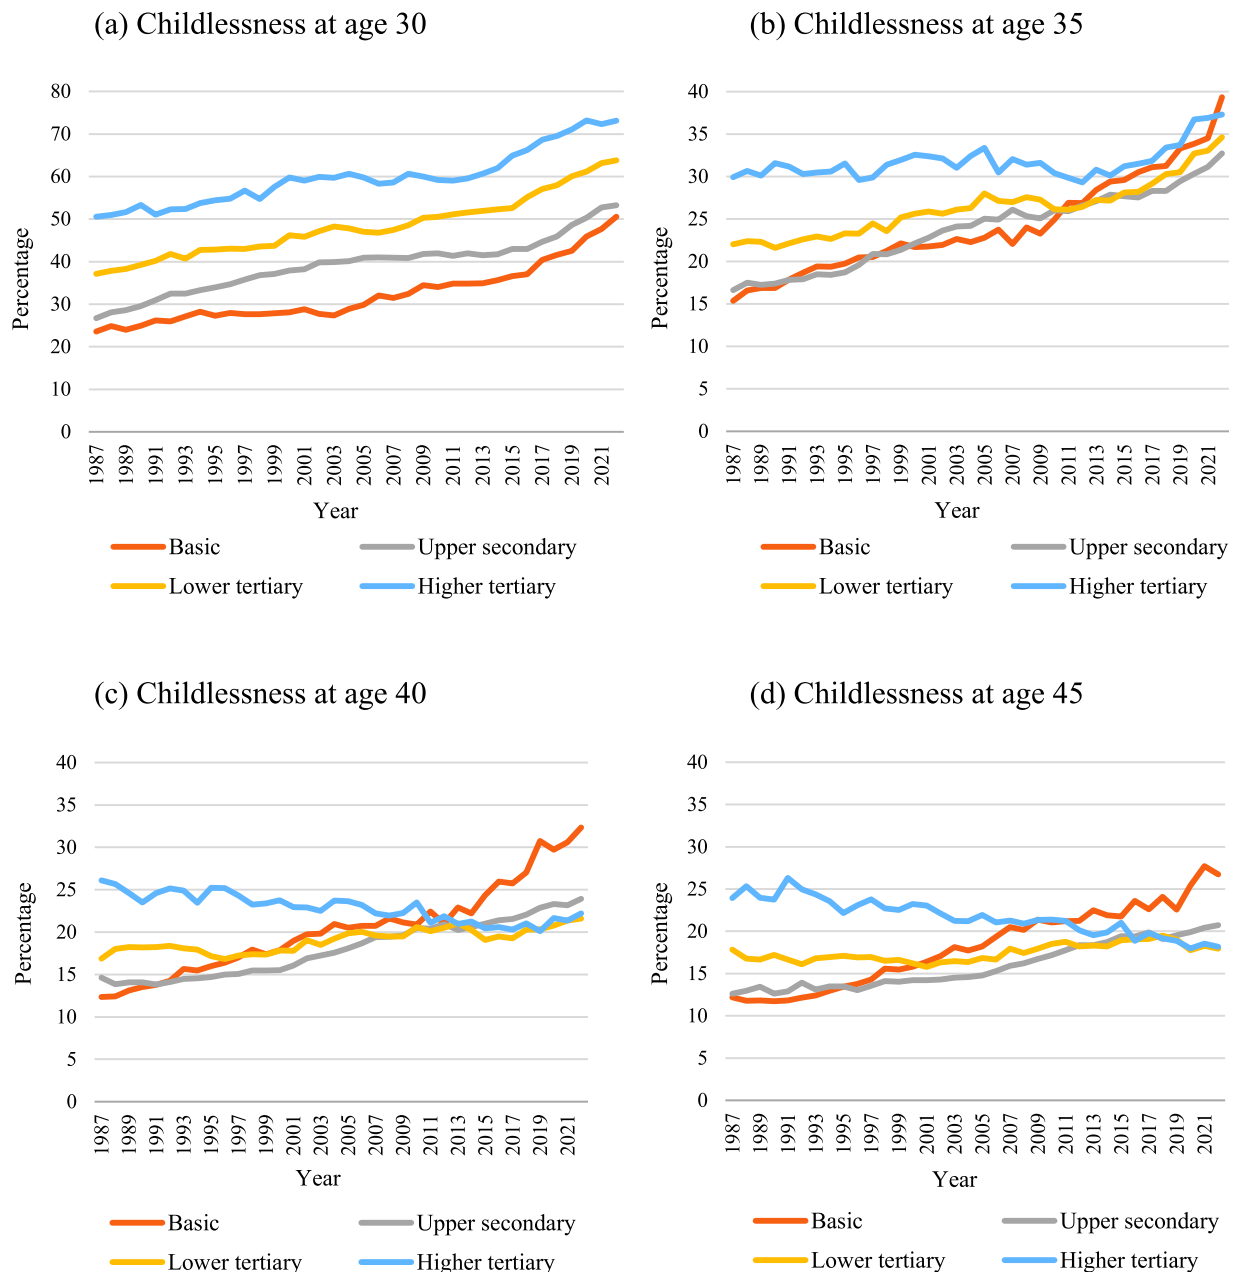 (a) Childlessness at age 30
80
70
60
50
40
30
20
10
0
Percentage
1987 1989 1991 1993 1995 1997 1999 2001 2003 2005 2007 2009 2011 2013 2015 2017 2019 2021
Year
Basic Upper secondary
Lower tertiary Higher tertiary
(b) Childlessness at age 35
40
35
30
25
20
15
10
5
0
Percentage
1987 1989 1991 1993 1995 1997 1999 2001 2003 2005 2007 2009 2011 2013 2015 2017 2019 2021
Year
Basic Upper secondary
Lower tertiary Higher tertiary
(c) Childlessness at age 40
40
35
30
25
20
15
10
5
0
Percentage
1987 1989 1991 1993 1995 1997 1999 2001 2003 2005 2007 2009 2011 2013 2015 2017 2019 2021
Year
Basic Upper secondary
Lower tertiary Higher tertiary
(d) Childlessness at age 45
40
35
30
25
20
15
10
5
0
Percentage
1987 1989 1991 1993 1995 1997 1999 2001 2003 2005 2007 2009 2011 2013 2015 2017 2019 2021
Year
Basic Upper secondary
Lower tertiary Higher tertiary